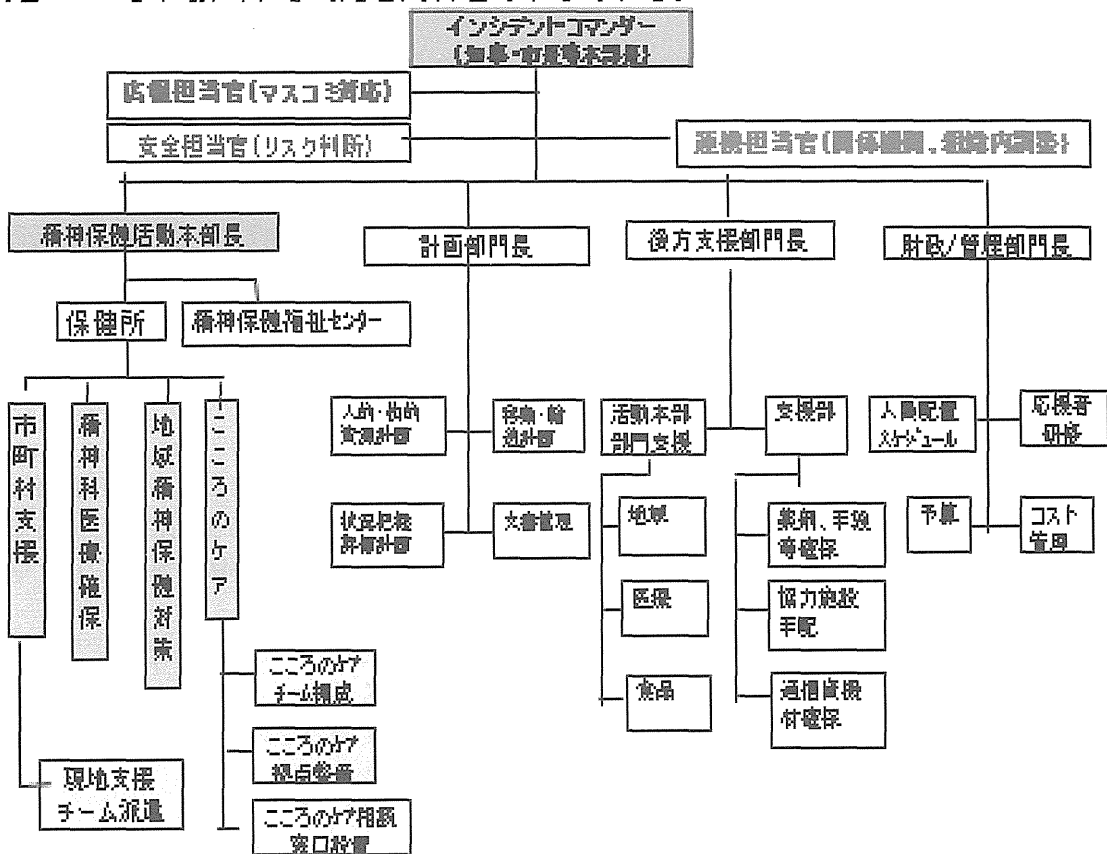 インシデントコマンダー
(知事・市長等本部長)
広報担当官(マスコミ対応)
安全担当官(リスク判断)
連携担当官(関係機関、組織内調整)
精神保健活動本部長
計画部門長
後方支援部門長
財政/管理部門長
保健所
精神保健福祉センター
市町村支援
精神科医療確保
地域精神保健対策
こころのケア
人的・物的
資源計画
移動・輸
送計画
活動本部
部門支援
支援部
人員配置
スケジュール
応援者
研修
状況把握
評価計画
文書管理
地域
薬剤、手段
等確保
予算
コスト
管理
医療
協力施設
手配
食品
通信資機
材確保
こころのケア
チーム構成
こころのケア
拠点整備
こころのケア相談
窓口設置
現地支援
チーム派遣